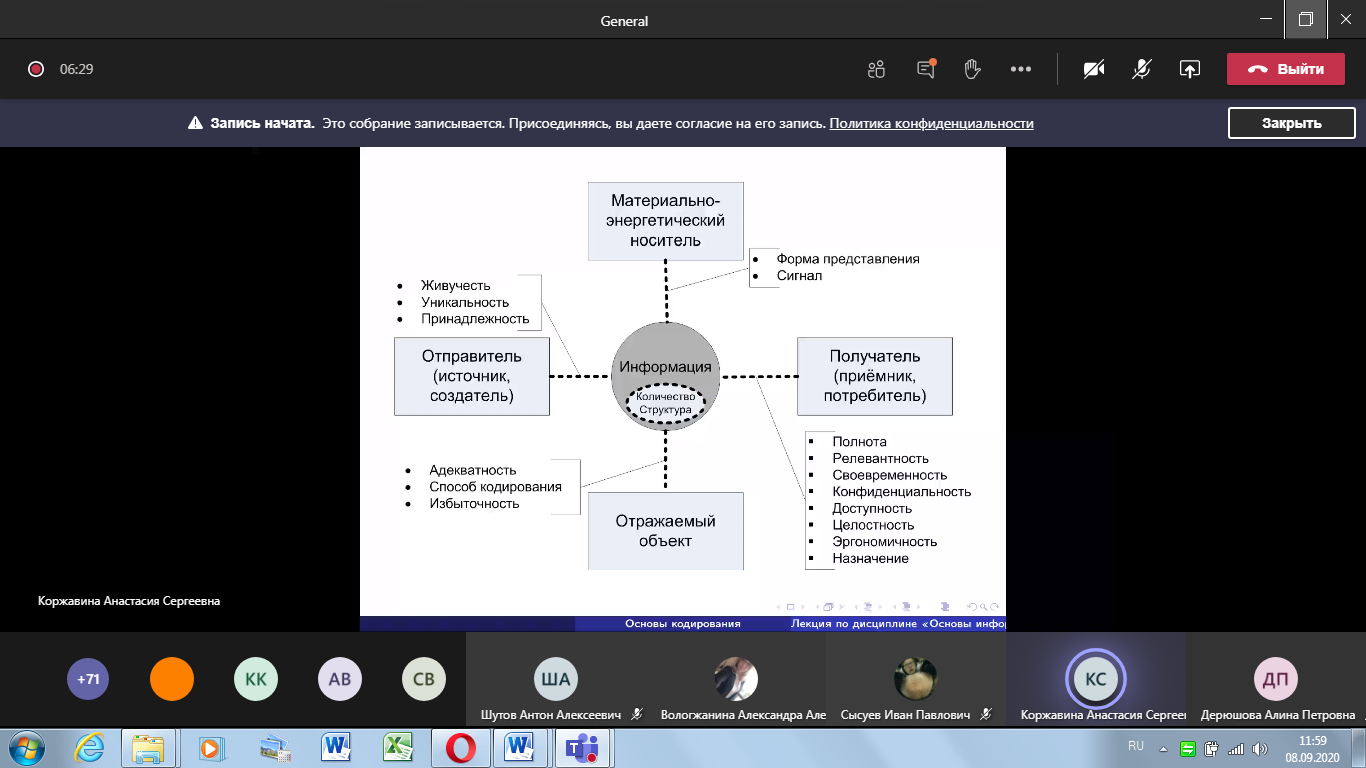 General
06:29
Выйти
Запись начата. Это собрание записывается. Присоединяясь, вы даете согласие на его запись. Политика конфиденциальности
Закрыть
Материально-
энергетический
носитель
Форма представления
Сигнал
Живучесть
Уникальность
Принадлежность
Отправитель
(источник,
создатель)
Информация
Количество
Структура
Получатель
(приёмник,
потребитель)
Адекватность
Способ кодирования
Избыточность
Отражаемый
объект
Полнота
Релевантность
Своевременность
Конфиденциальность
Доступность
Целостность
Эргономичность
Назначение
Коржавина Анастасия Сергеевна
Основы кодирования
Лекция по дисциплине «Основы инфор
+71
КК
АВ
СВ
ША
КС
ДП
Шутов Антон Алексеевич
Вологжанина Александра Але
Сысуев Иван Павлович
Коржавина Анастасия Сергее
Дерюшова Алина Петровна
RU
11:59
08.09.2020